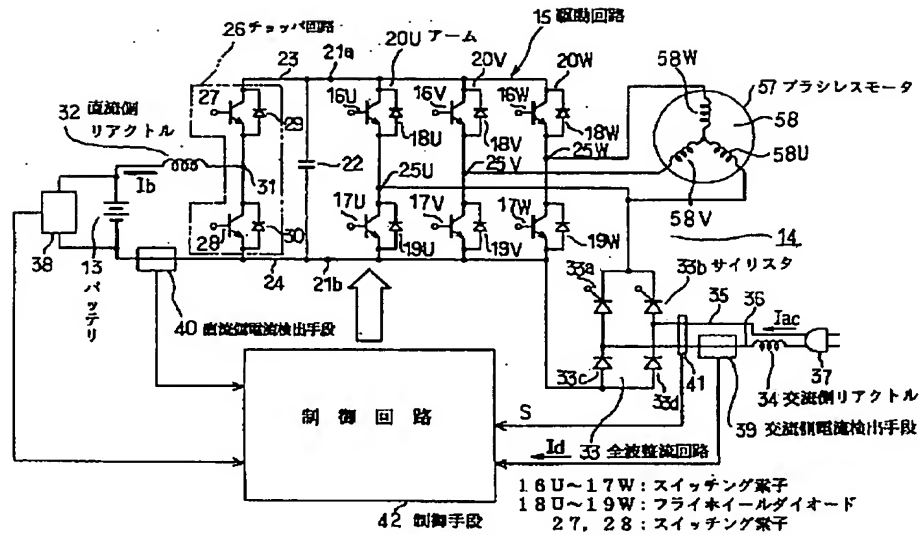 26 チョッパ回路
15 駆動回路
20U アーム
20V
20W
23
21a
32 直流側リアクトル
27
29
16U
16V
16W
18U
18V
18W
58W
57 ブラシレスモータ
58
58U
58V
22
31
25U
25V
25W
Ib
38
13 バッテリ
28
30
17U
17V
17W
19U
19V
19W
14
24
21b
33a
33b サイリスタ
35
36
Iac
37
40 直流側電流検出手段
33c
33d
41
34 交流側リアクトル
39 交流側電流検出手段
制御回路
S
Id
33 全波整流回路
42 制御手段
16U~17W:スイッチング素子
18U~19W:フライホイールダイオード
27,28:スイッチング素子